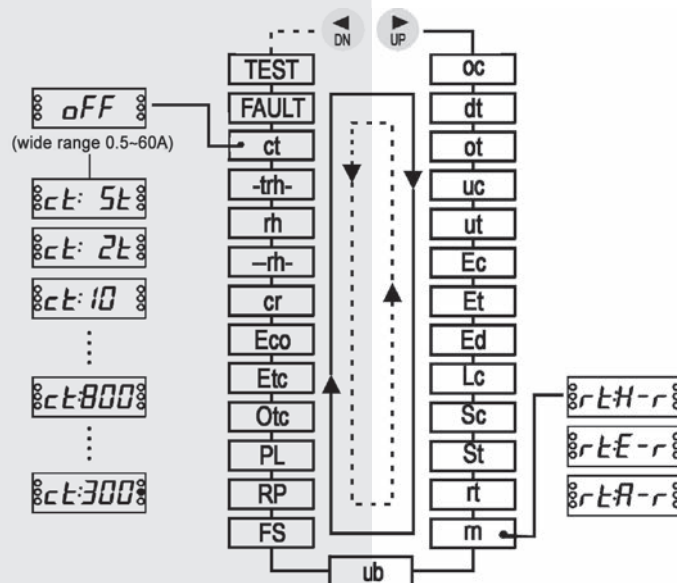 DN
UP
oFF
(wide range 0.5~60A)
ct: 5t
ct: 2t
ct:10
ct:800
ct:300
TEST
FAULT
ct
-trh-
rh
–rh-
cr
Eco
Etc
Otc
PL
RP
FS
ub
oc
dt
ot
uc
ut
Ec
Et
Ed
Lc
Sc
St
rt
rn
rt:H-r
rt:E-r
rt:A-r